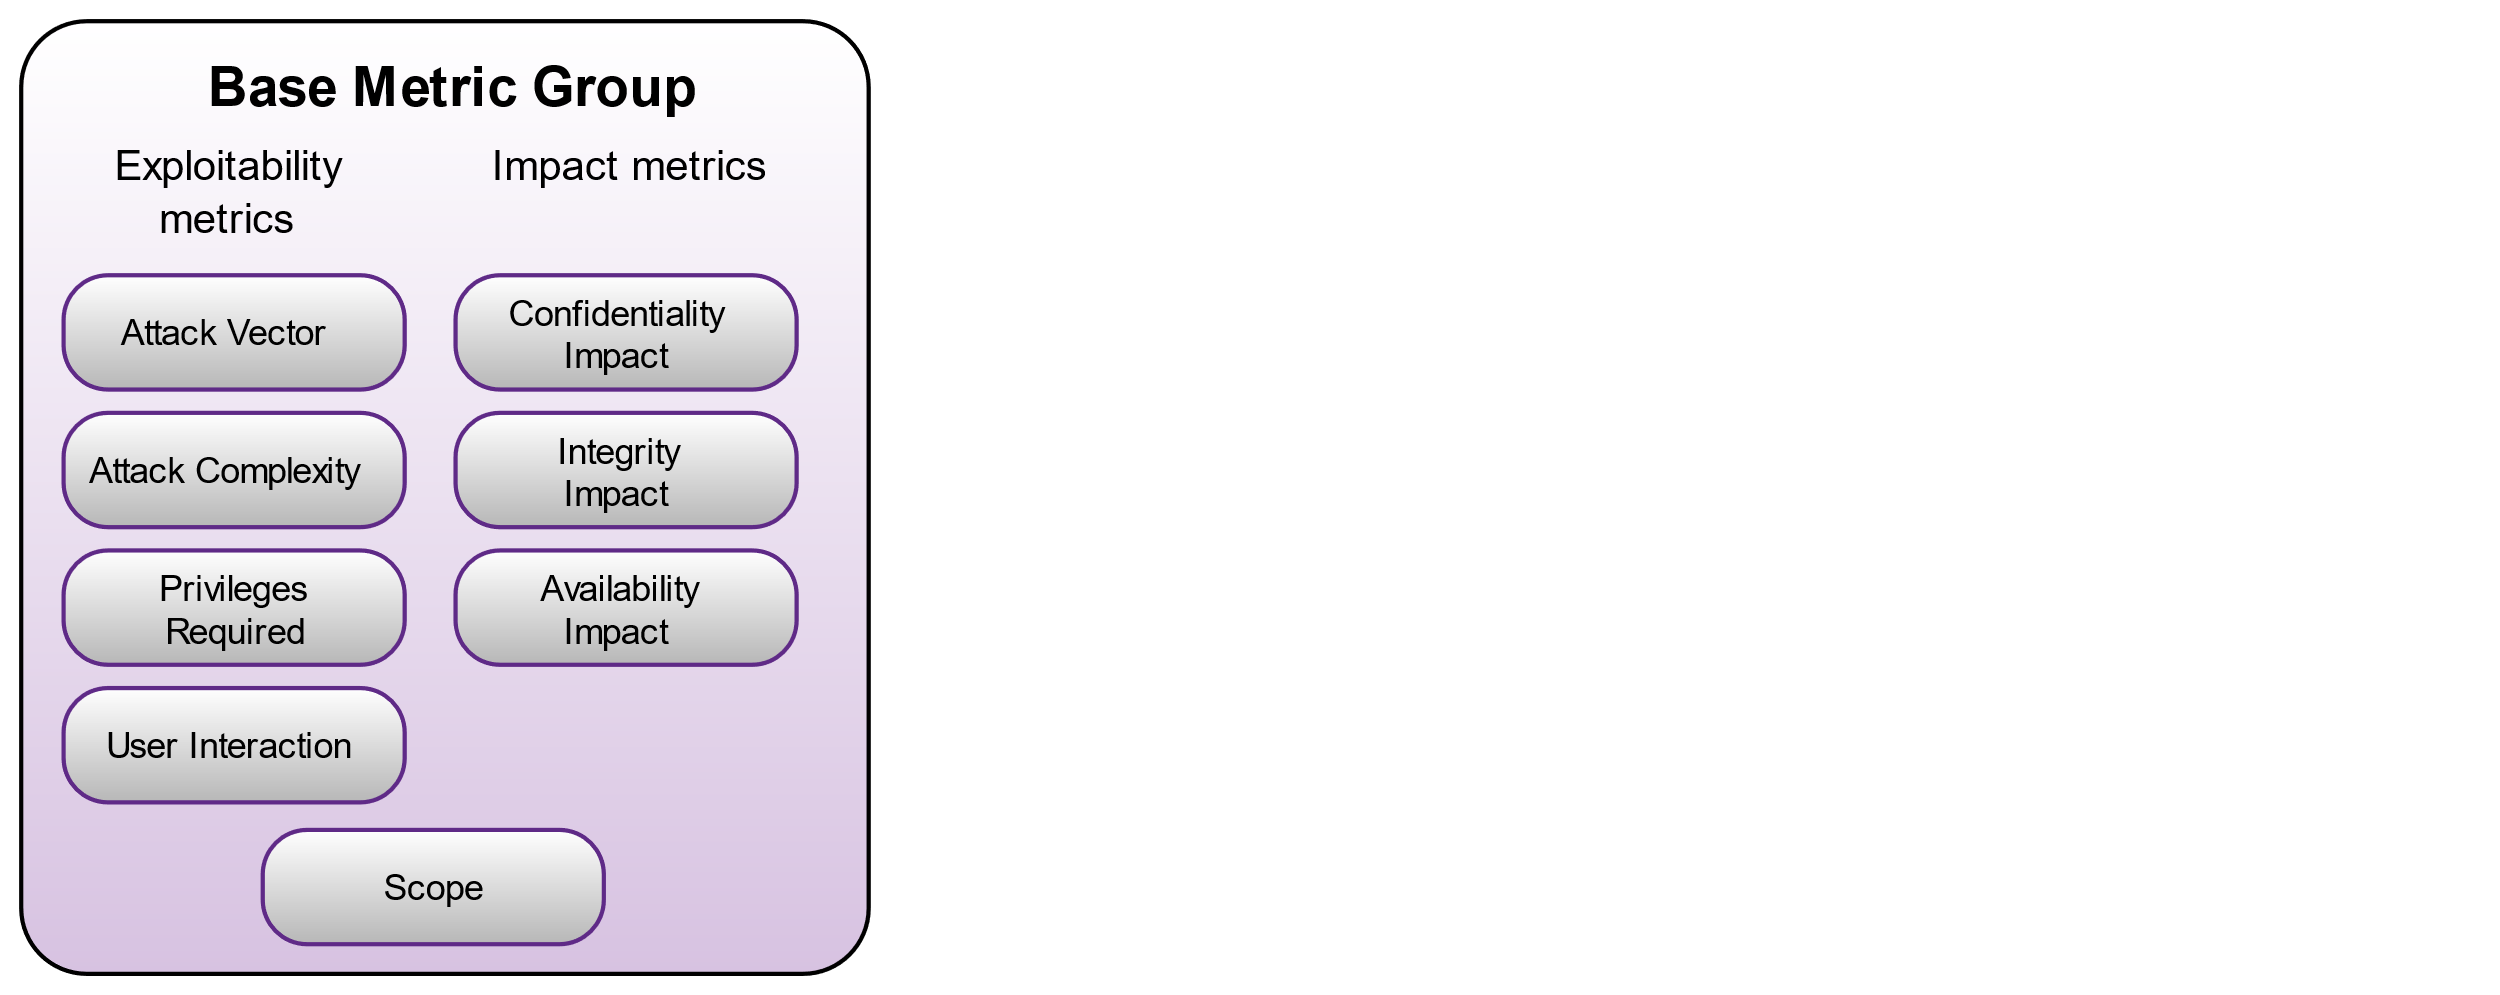 Base Metric Group
Exploitability
metrics
Impact metrics
Attack Vector
Confidentiality
Impact
Attack Complexity
Integrity
Impact
Privileges
Required
Availability
Impact
User Interaction
Scope